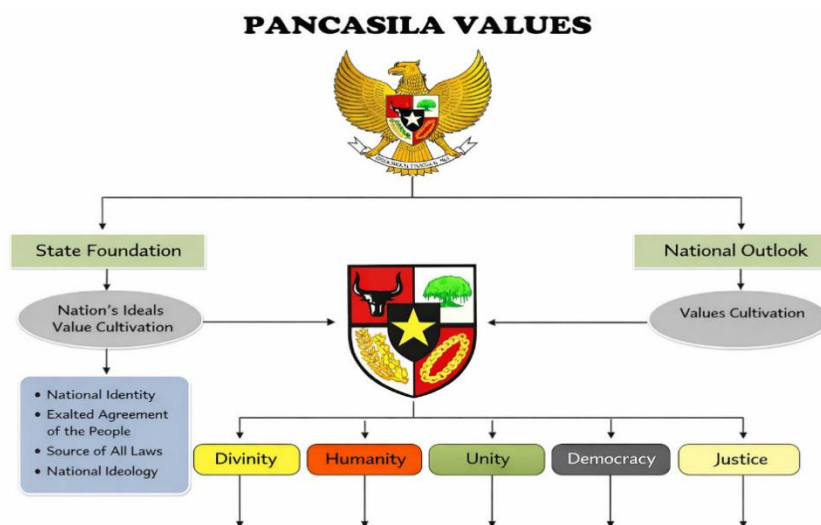 PANCASILA VALUES
State Foundation
National Outlook
Nation's Ideals
Value Cultivation
Values Cultivation
• National Identity
• Exalted Agreement
of the People
• Source of All Laws
• National Ideology
Divinity
Humanity
Unity
Democracy
Justice